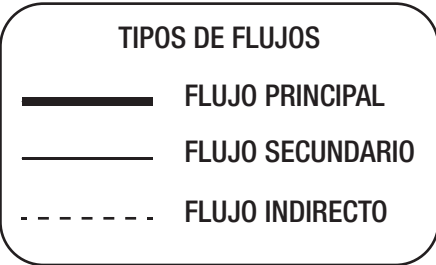 TIPOS DE FLUJOS
FLUJO PRINCIPAL
FLUJO SECUNDARIO
FLUJO INDIRECTO